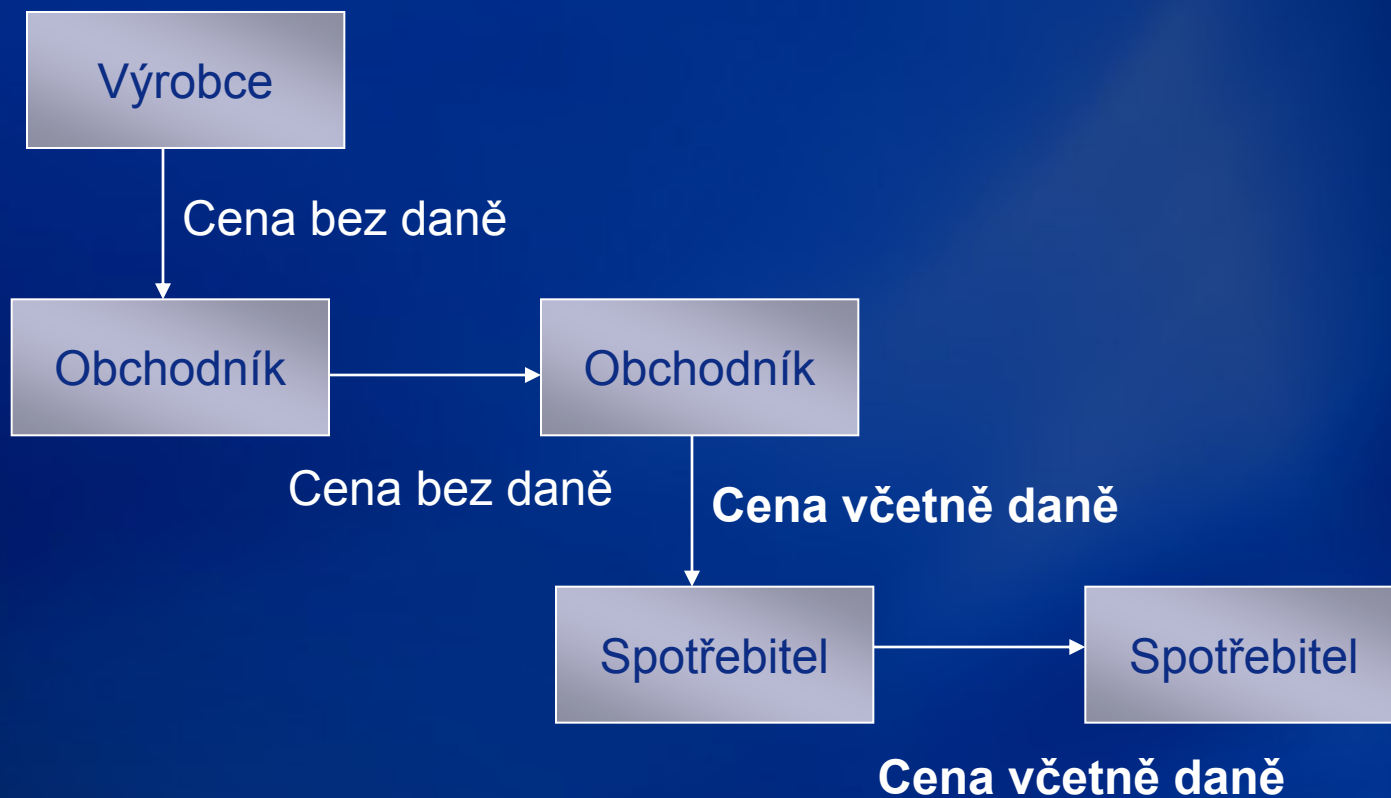 Výrobce
Cena bez daně
Obchodník
Obchodník
Cena bez daně
Cena včetně daně
Spotřebitel
Spotřebitel
Cena včetně daně